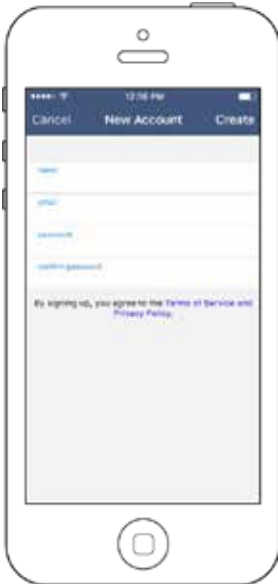 12:16 PM
Cancel New Account Create
name
email
password
confirm password
By signing up, you agree to the Terms of Service and
Privacy Policy.